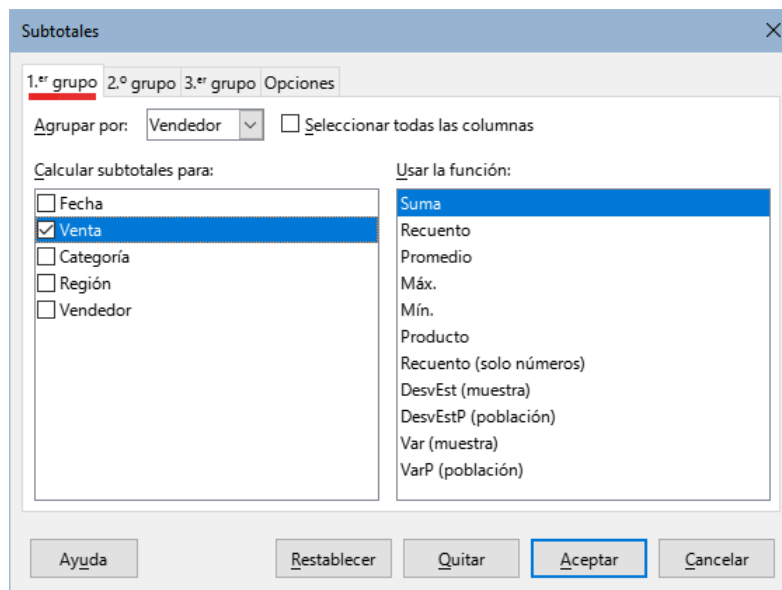 Subtotales
1.ᵉʳ grupo 2.º grupo 3.ᵉʳ grupo Opciones
Agrupar por: Vendedor Seleccionar todas las columnas
Calcular subtotales para:
Fecha
Venta
Categoría
Región
Vendedor
Usar la función:
Suma
Recuento
Promedio
Máx.
Mín.
Producto
Recuento (solo números)
DesvEst (muestra)
DesvEstP (población)
Var (muestra)
VarP (población)
Ayuda Restablecer Quitar Aceptar Cancelar